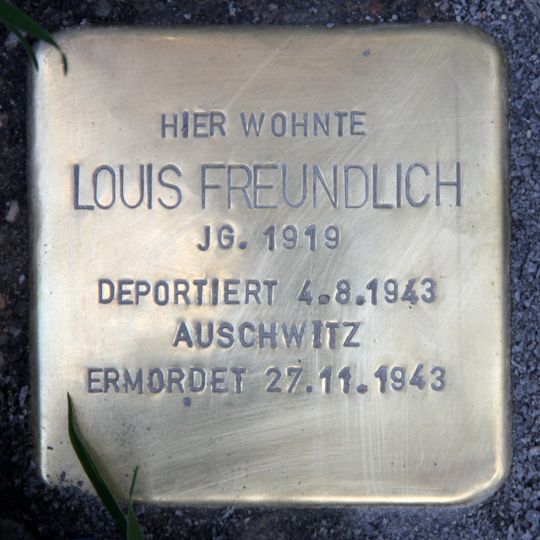 HIER WOHNTE
LOUIS FREUNDLICH
JG. 1919
DEPORTIERT 4.8.1943
AUSCHWITZ
ERMORDET 27.11.1943